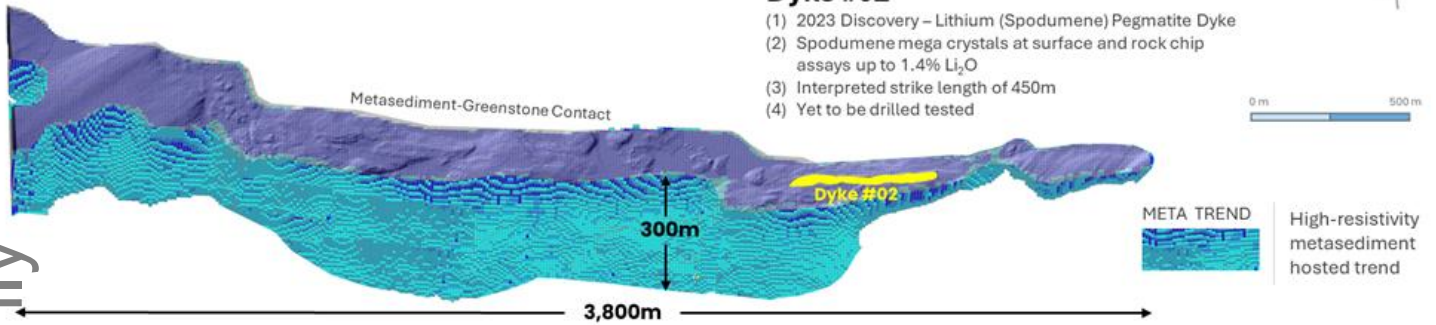 (1) 2023 Discovery – Lithium (Spodumene) Pegmatite Dyke
(2) Spodumene mega crystals at surface and rock chip
assays up to 1.4% Li₂O
(3) Interpreted strike length of 450m
(4) Yet to be drilled tested
Metasediment-Greenstone Contact
0 m 500 m
Dyke #02
300m
META TREND
High-resistivity
metasediment
hosted trend
3,800m